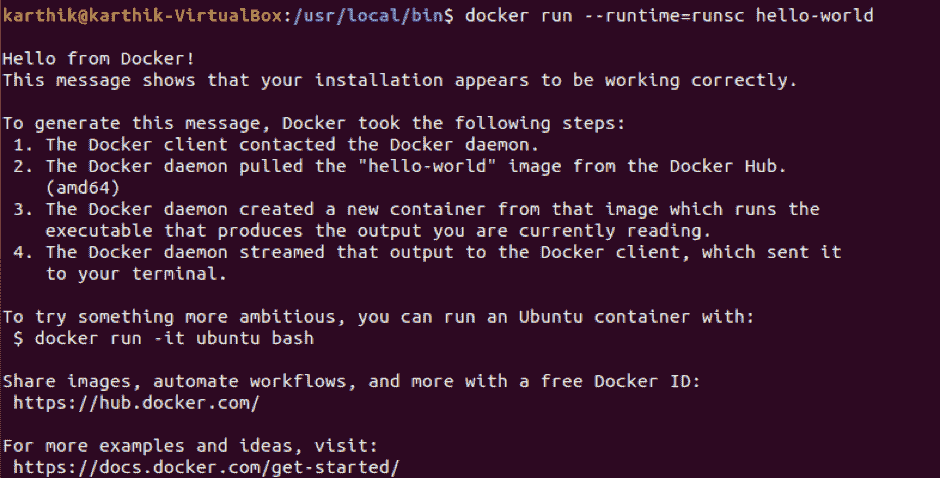 karthik@karthik-VirtualBox:/usr/local/bin$ docker run --runtime=runsc hello-world
Hello from Docker!
This message shows that your installation appears to be working correctly.
To generate this message, Docker took the following steps:
1. The Docker client contacted the Docker daemon.
2. The Docker daemon pulled the "hello-world" image from the Docker Hub.
(amd64)
3. The Docker daemon created a new container from that image which runs the
executable that produces the output you are currently reading.
4. The Docker daemon streamed that output to the Docker client, which sent it
to your terminal.
To try something more ambitious, you can run an Ubuntu container with:
$ docker run -it ubuntu bash
Share images, automate workflows, and more with a free Docker ID:
https://hub.docker.com/
For more examples and ideas, visit:
https://docs.docker.com/get-started/